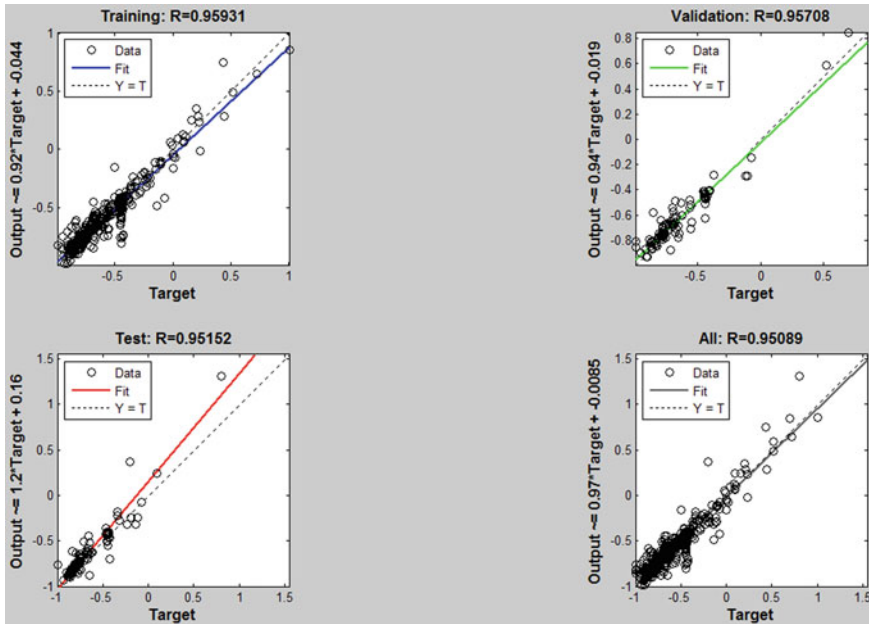 Training: R=0.95931
Output ~= 0.92*Target + -0.044
1
0.5
0
-0.5
Data
Fit
Y = T
-0.5
0
0.5
1
Target
Validation: R=0.95708
Output ~= 0.94*Target + -0.019
0.8
0.6
0.4
0.2
0
-0.2
-0.4
-0.6
-0.8
Data
Fit
Y = T
-0.5
0
0.5
Target
Test: R=0.95152
Output ~= 1.2*Target + 0.16
1.5
1
0.5
0
-0.5
-1
Data
Fit
Y = T
-1
-0.5
0
0.5
1
1.5
Target
All: R=0.95089
Output ~= 0.97*Target + -0.0085
1.5
1
0.5
0
-0.5
-1
Data
Fit
Y = T
-1
-0.5
0
0.5
1
1.5
Target